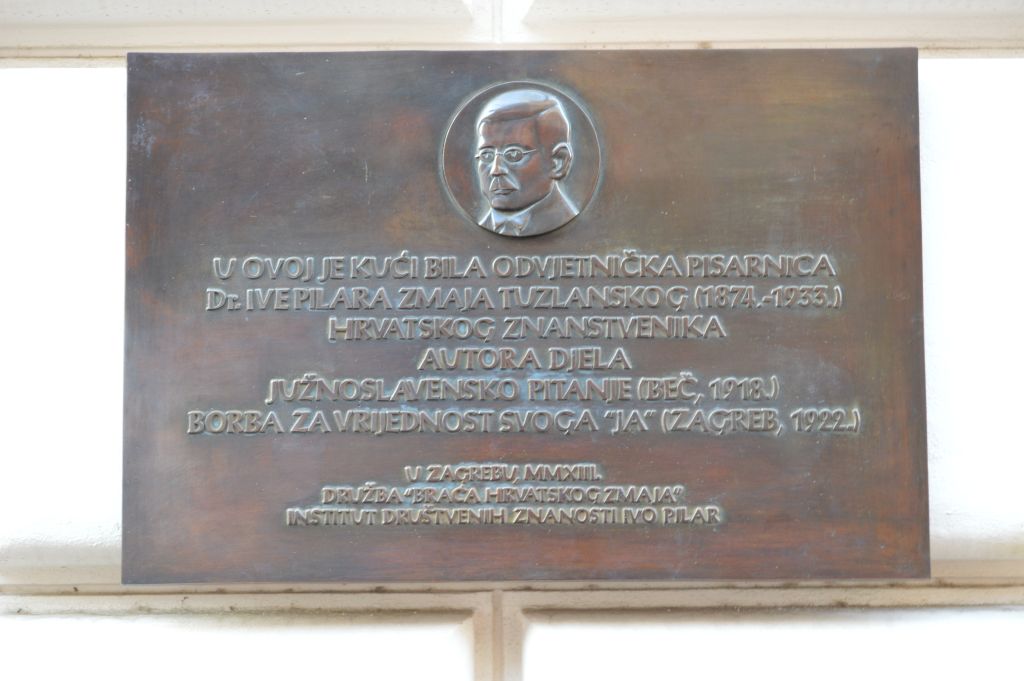 U OVOJ JE KUĆI BILA ODVJETNIČKA PISARNICA
Dr. IVE PILARA ZMAJA TUZLANSKOG (1874.-1933.)
HRVATSKOG ZNANSTVENIKA
AUTORA DJELA
JUŽNOSLAVENSKO PITANJE (BEČ, 1918.)
BORBA ZA VRIJEDNOST SVOGA "JA" (ZAGREB, 1922.)
U ZAGREBU, MMXIII.
DRUŽBA "BRAĆA HRVATSKOG ZMAJA"
INSTITUT DRUŠTVENIH ZNANOSTI IVO PILAR